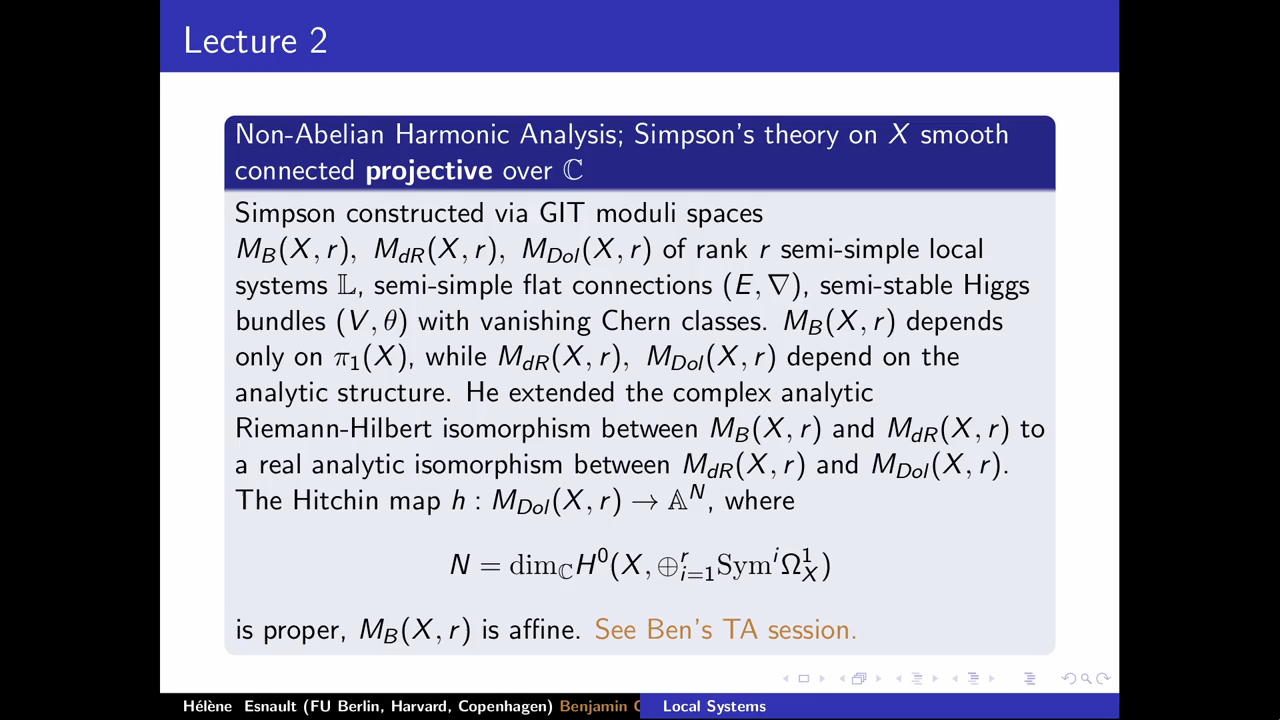 Lecture 2
Non-Abelian Harmonic Analysis; Simpson's theory on X smooth
connected projective over ℂ
Simpson constructed via GIT moduli spaces
M_B(X, r), M_dR(X, r), M_Dol(X, r) of rank r semi-simple local
systems 𝕃, semi-simple flat connections (E, ∇), semi-stable Higgs
bundles (V, θ) with vanishing Chern classes. M_B(X, r) depends
only on π₁(X), while M_dR(X, r), M_Dol(X, r) depend on the
analytic structure. He extended the complex analytic
Riemann-Hilbert isomorphism between M_B(X, r) and M_dR(X, r) to
a real analytic isomorphism between M_dR(X, r) and M_Dol(X, r).
The Hitchin map h : M_Dol(X, r) → 𝔸^N, where
N = dim_ℂ H⁰(X, ⊕_{i=1}^r Sym^i Ω_X^1)
is proper, M_B(X, r) is affine. See Ben's TA session.
Hélène Esnault (FU Berlin, Harvard, Copenhagen) Benjamin
Local Systems